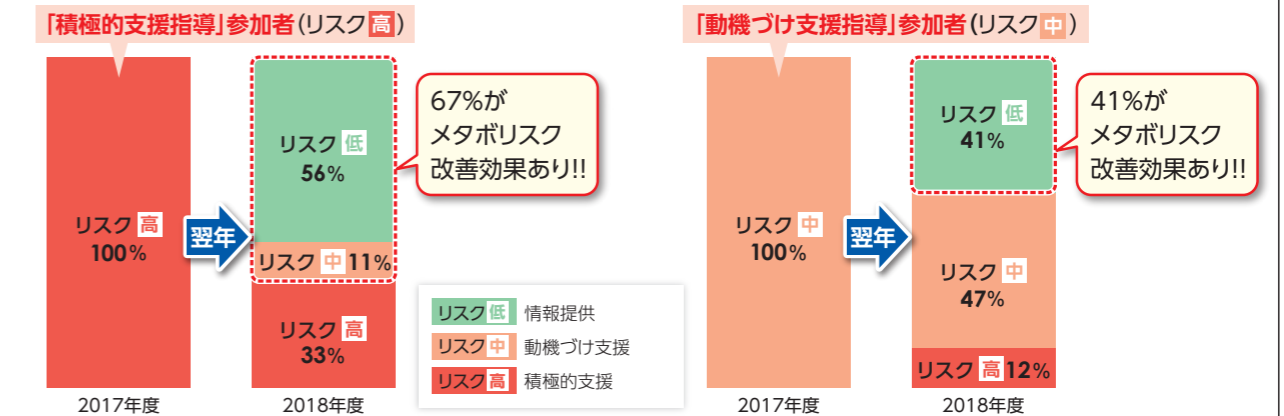 「積極的支援指導」参加者(リスク高)
リスク 高
100%
2017年度
翌年
リスク 低
56%
リスク 中 11%
リスク 高
33%
2018年度
67%が
メタボリスク
改善効果あり!!
リスク 低 情報提供
リスク 中 動機づけ支援
リスク 高 積極的支援
「動機づけ支援指導」参加者(リスク中)
リスク 中
100%
2017年度
翌年
リスク 低
41%
リスク 中
47%
リスク 高 12%
2018年度
41%が
メタボリスク
改善効果あり!!